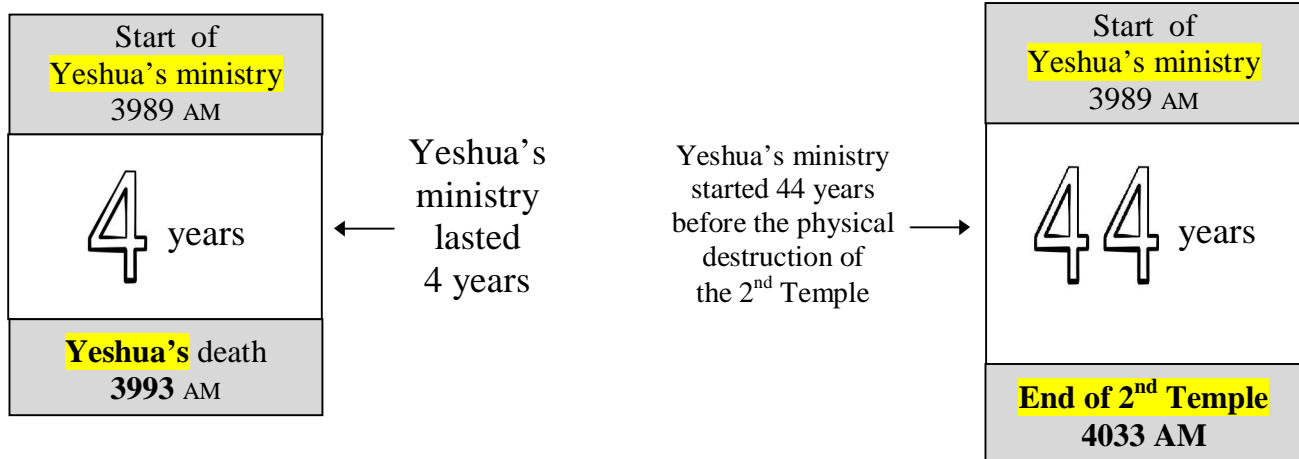 Start of
Yeshua’s ministry
3989 AM
4 years
Yeshua’s death
3993 AM
Yeshua’s
ministry
lasted
4 years
Yeshua’s ministry
started 44 years
before the physical
destruction of
the 2nd Temple
Start of
Yeshua’s ministry
3989 AM
44 years
End of 2nd Temple
4033 AM